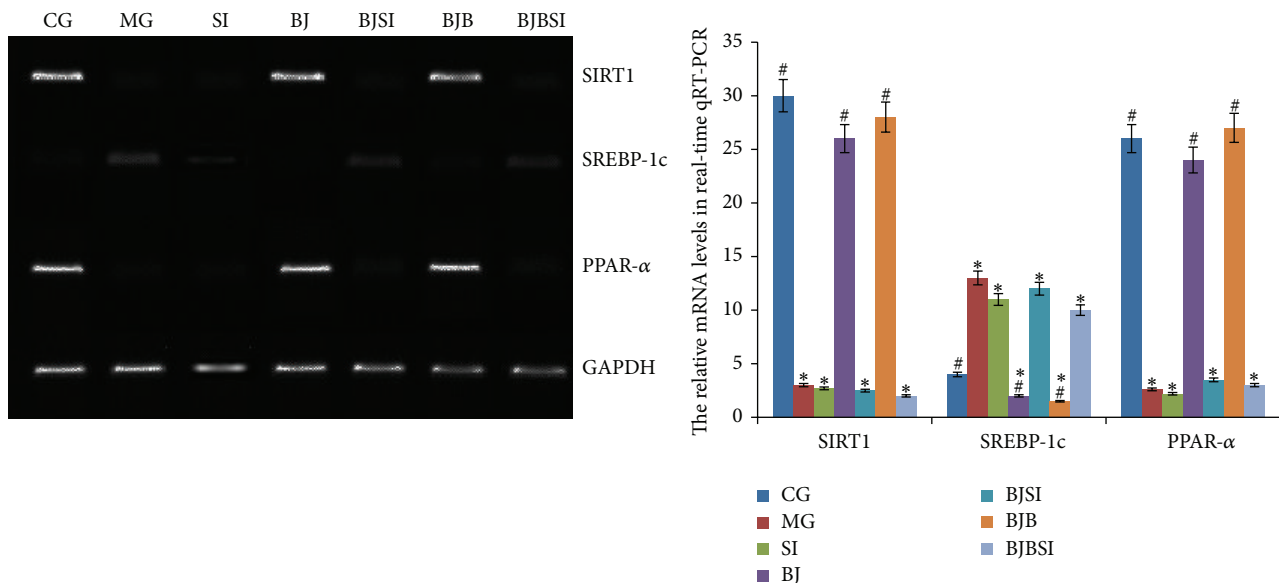 CG MG SI BJ BJSI BJB BJBSI
SIRT1
SREBP-1c
PPAR-α
GAPDH
The relative mRNA levels in real-time qRT-PCR
35
30
25
20
15
10
5
0
# * * # * # *
# * * * # * * # *
# * * # * # *
SIRT1 SREBP-1c PPAR-α
CG
MG
SI
BJ
BJSI
BJB
BJBSI